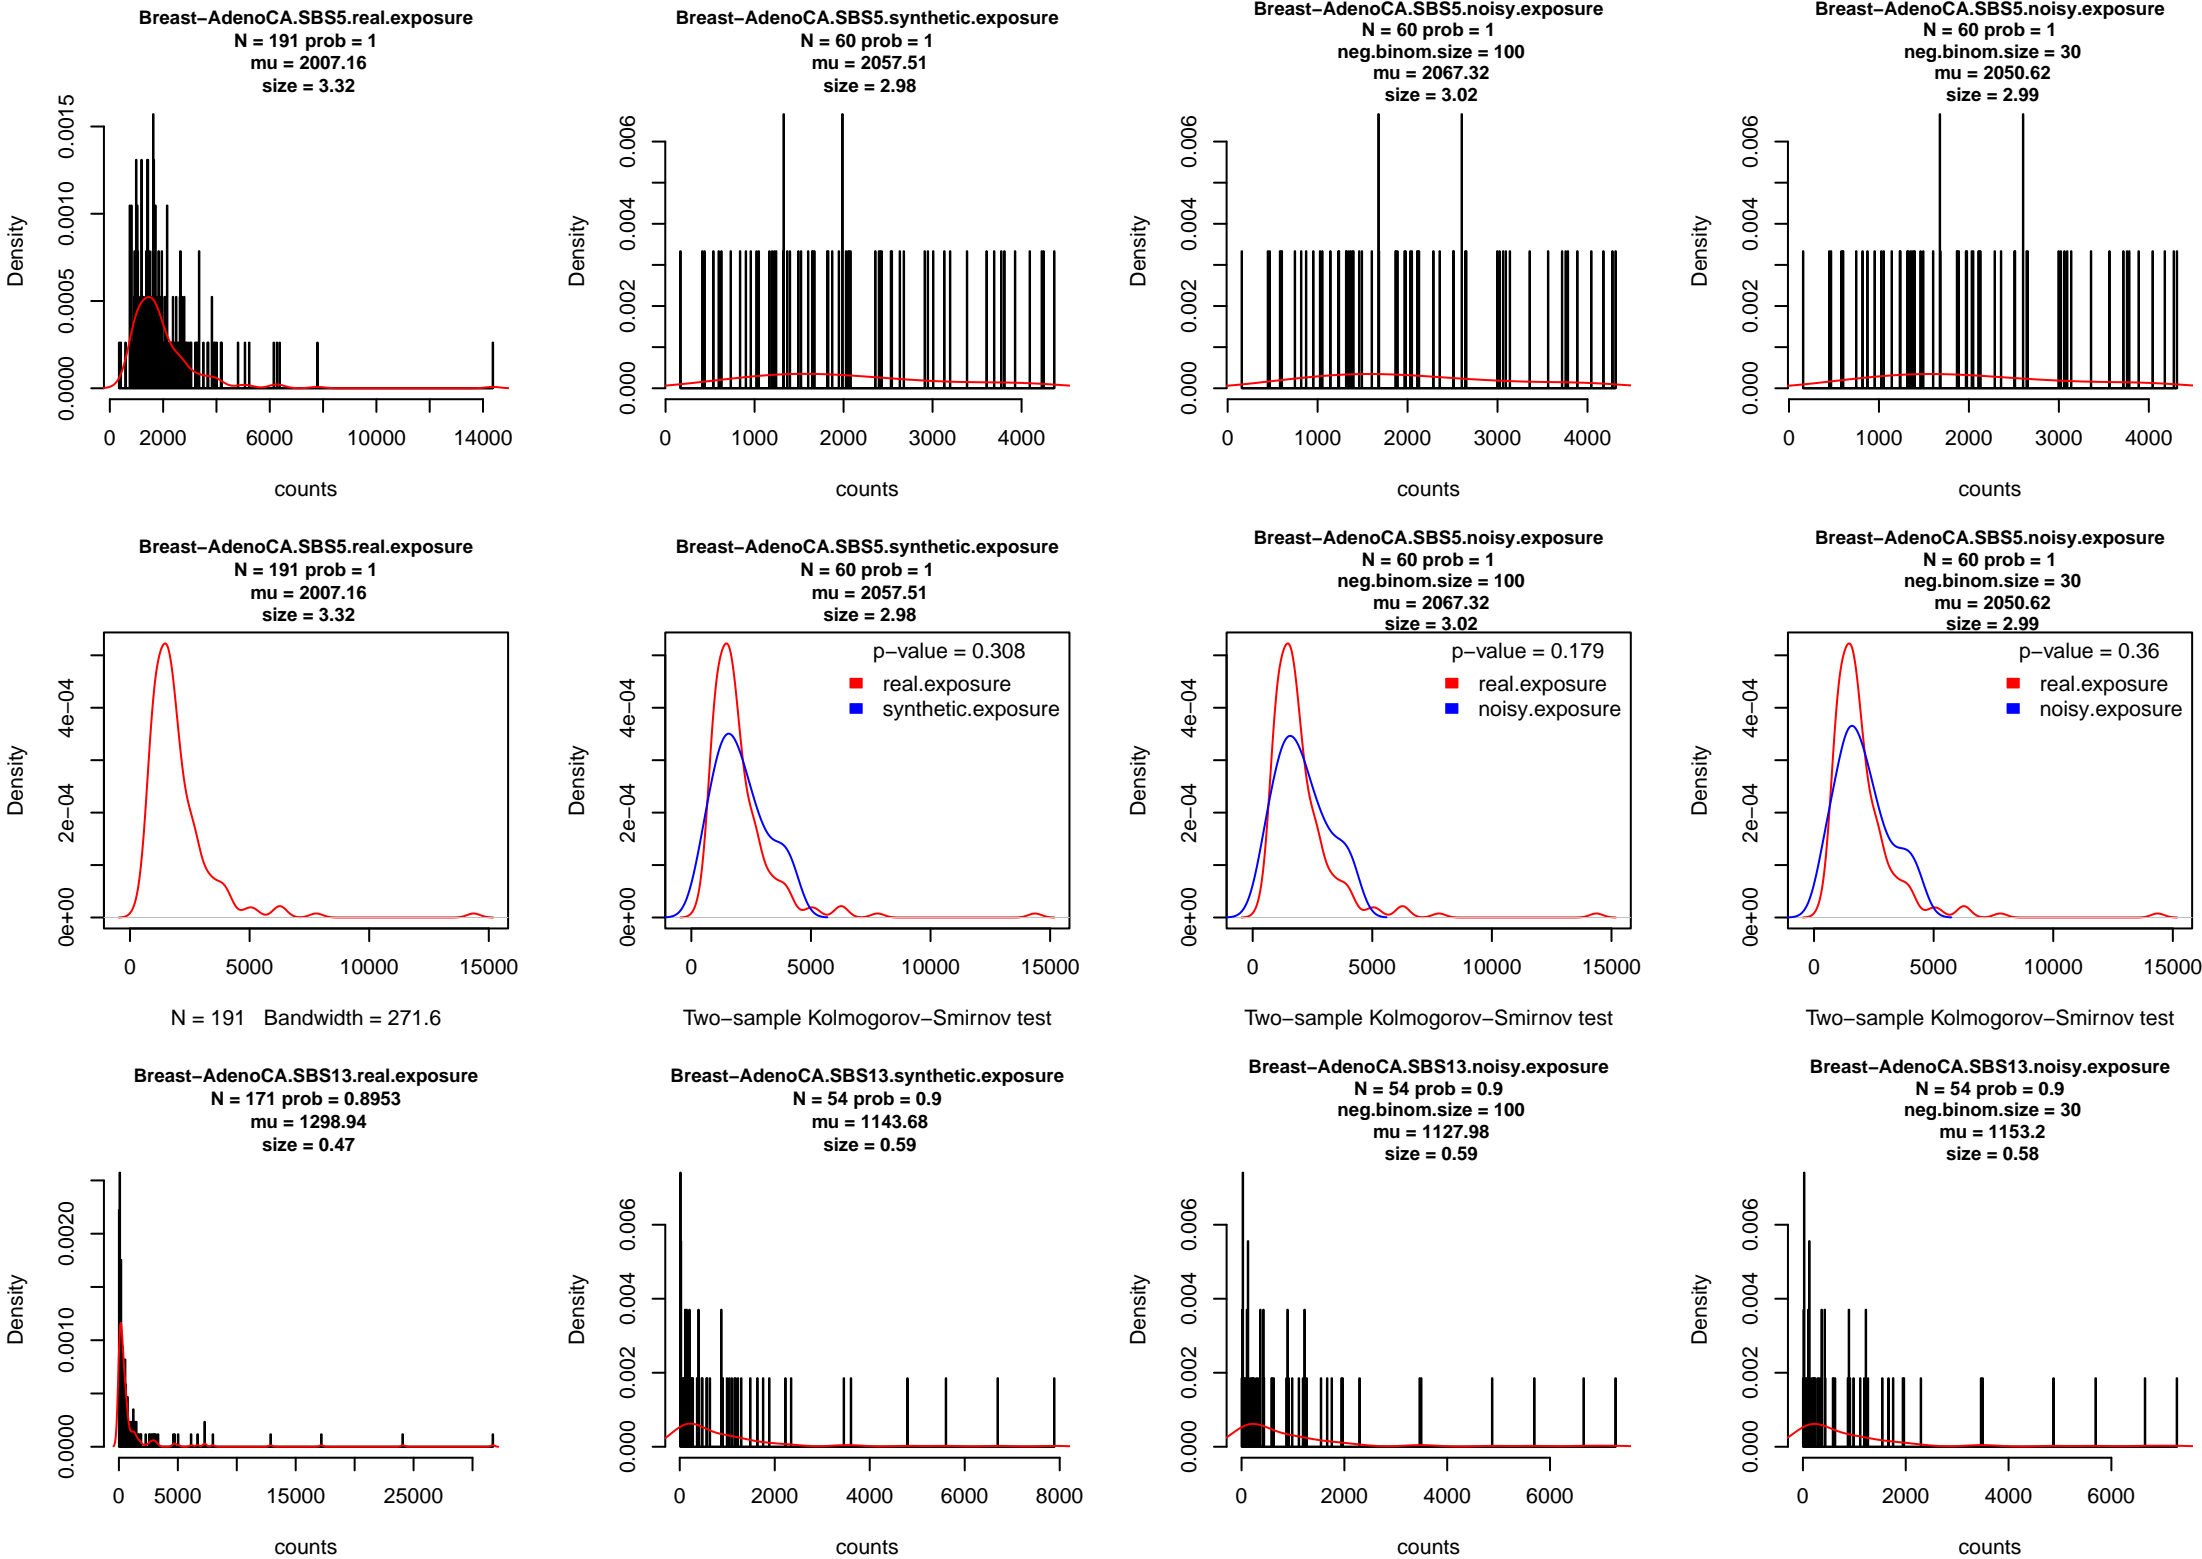 Breast−AdenoCA.SBS5.real.exposure
N = 191 prob = 1
mu = 2007.16
size = 3.32
Density
0.0000 0.0005 0.0010 0.0015
0 2000 6000 10000 14000
counts
Breast−AdenoCA.SBS5.synthetic.exposure
N = 60 prob = 1
mu = 2057.51
size = 2.98
Density
0.000 0.002 0.004 0.006
0 1000 2000 3000 4000
counts
Breast−AdenoCA.SBS5.noisy.exposure
N = 60 prob = 1
neg.binom.size = 100
mu = 2067.32
size = 3.02
Density
0.000 0.002 0.004 0.006
0 1000 2000 3000 4000
counts
Breast−AdenoCA.SBS5.noisy.exposure
N = 60 prob = 1
neg.binom.size = 30
mu = 2050.62
size = 2.99
Density
0.000 0.002 0.004 0.006
0 1000 2000 3000 4000
counts
Breast−AdenoCA.SBS5.real.exposure
N = 191 prob = 1
mu = 2007.16
size = 3.32
Density
0e+00 2e−04 4e−04
0 5000 10000 15000
N = 191 Bandwidth = 271.6
Breast−AdenoCA.SBS5.synthetic.exposure
N = 60 prob = 1
mu = 2057.51
size = 2.98
p−value = 0.308
real.exposure
synthetic.exposure
Density
0e+00 2e−04 4e−04
0 5000 10000 15000
Two−sample Kolmogorov−Smirnov test
Breast−AdenoCA.SBS5.noisy.exposure
N = 60 prob = 1
neg.binom.size = 100
mu = 2067.32
size = 3.02
p−value = 0.179
real.exposure
noisy.exposure
Density
0e+00 2e−04 4e−04
0 5000 10000 15000
Two−sample Kolmogorov−Smirnov test
Breast−AdenoCA.SBS5.noisy.exposure
N = 60 prob = 1
neg.binom.size = 30
mu = 2050.62
size = 2.99
p−value = 0.36
real.exposure
noisy.exposure
Density
0e+00 2e−04 4e−04
0 5000 10000 15000
Two−sample Kolmogorov−Smirnov test
Breast−AdenoCA.SBS13.real.exposure
N = 171 prob = 0.8953
mu = 1298.94
size = 0.47
Density
0.0000 0.0010 0.0020
0 5000 15000 25000
counts
Breast−AdenoCA.SBS13.synthetic.exposure
N = 54 prob = 0.9
mu = 1143.68
size = 0.59
Density
0.000 0.002 0.004 0.006
0 2000 4000 6000 8000
counts
Breast−AdenoCA.SBS13.noisy.exposure
N = 54 prob = 0.9
neg.binom.size = 100
mu = 1127.98
size = 0.59
Density
0.000 0.002 0.004 0.006
0 2000 4000 6000
counts
Breast−AdenoCA.SBS13.noisy.exposure
N = 54 prob = 0.9
neg.binom.size = 30
mu = 1153.2
size = 0.58
Density
0.000 0.002 0.004 0.006
0 2000 4000 6000
counts